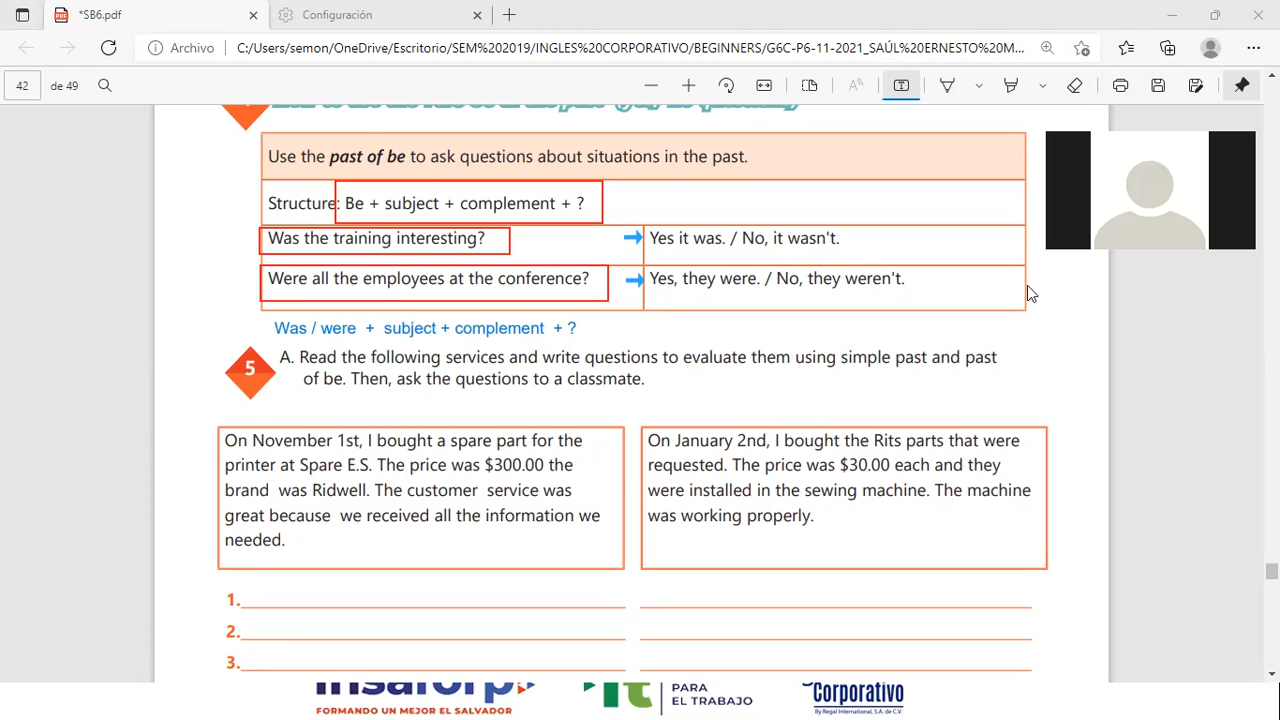 *SB6.pdf
Configuración
Archivo
C:/Users/semon/OneDrive/Escritorio/SEM%202019/INGLES%20CORPORATIVO/BEGINNERS/G6C-P6-11-2021_SAÚL%20ERNESTO%20M...
42 de 49
Use the past of be to ask questions about situations in the past.
Structure: Be + subject + complement + ?
Was the training interesting?
Yes it was. / No, it wasn't.
Were all the employees at the conference?
Yes, they were. / No, they weren't.
Was / were + subject + complement + ?
5
A. Read the following services and write questions to evaluate them using simple past and past
of be. Then, ask the questions to a classmate.
On November 1st, I bought a spare part for the
printer at Spare E.S. The price was $300.00 the
brand was Ridwell. The customer service was
great because we received all the information we
needed.
On January 2nd, I bought the Rits parts that were
requested. The price was $30.00 each and they
were installed in the sewing machine. The machine
was working properly.
1.
2.
3.
FORMANDO UN MEJOR EL SALVADOR
PARA
EL TRABAJO
Corporativo
By Regal International, S.A. de C.V.